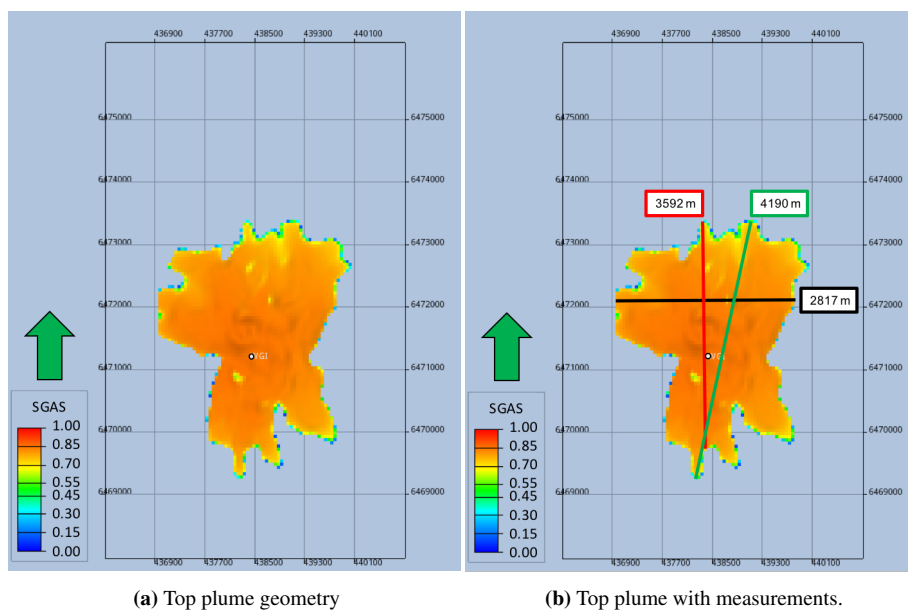 436900 437700 438500 439300 440100
436900 437700 438500 439300 440100
6475000 6475000 6475000 6475000
6474000 6474000 6474000 6474000
3592 m 4190 m
6473000 6473000 6473000 6473000
6472000 6472000 6472000 2817 m 6472000
6471000 6471000 6471000 6471000
SGAS
1.00
0.85
0.70
0.55
0.45
0.30
0.15
0.00
SGAS
1.00
0.85
0.70
0.55
0.45
0.30
0.15
0.00
6470000 6470000 6470000 6470000
6469000 6469000 6469000 6469000
436900 437700 438500 439300 440100
436900 437700 438500 439300 440100
(a) Top plume geometry
(b) Top plume with measurements.